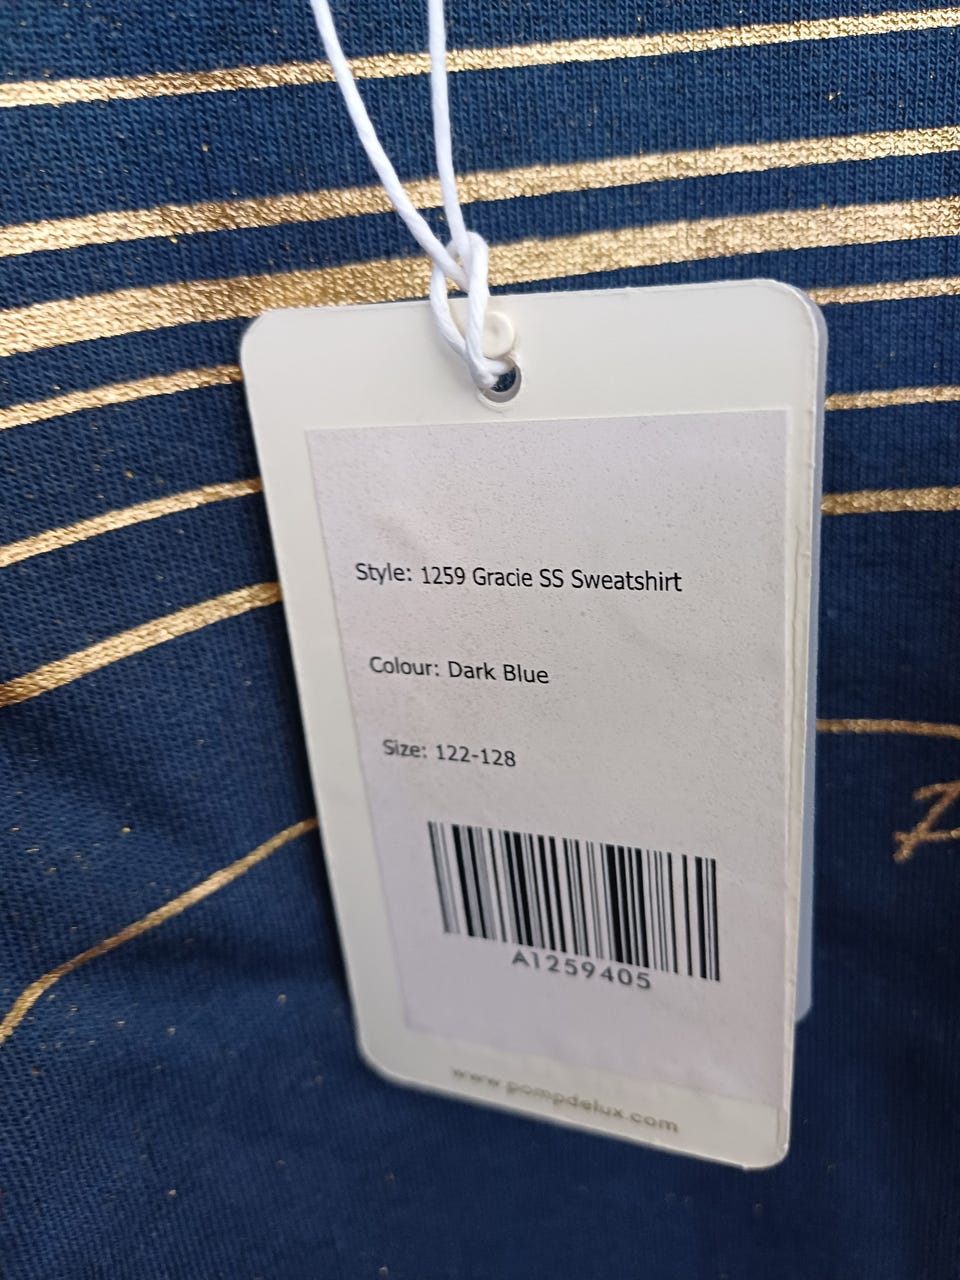 Style: 1259 Gracie SS Sweatshirt
Colour: Dark Blue
Size: 122-128
A1259405
www.pompdelux.com